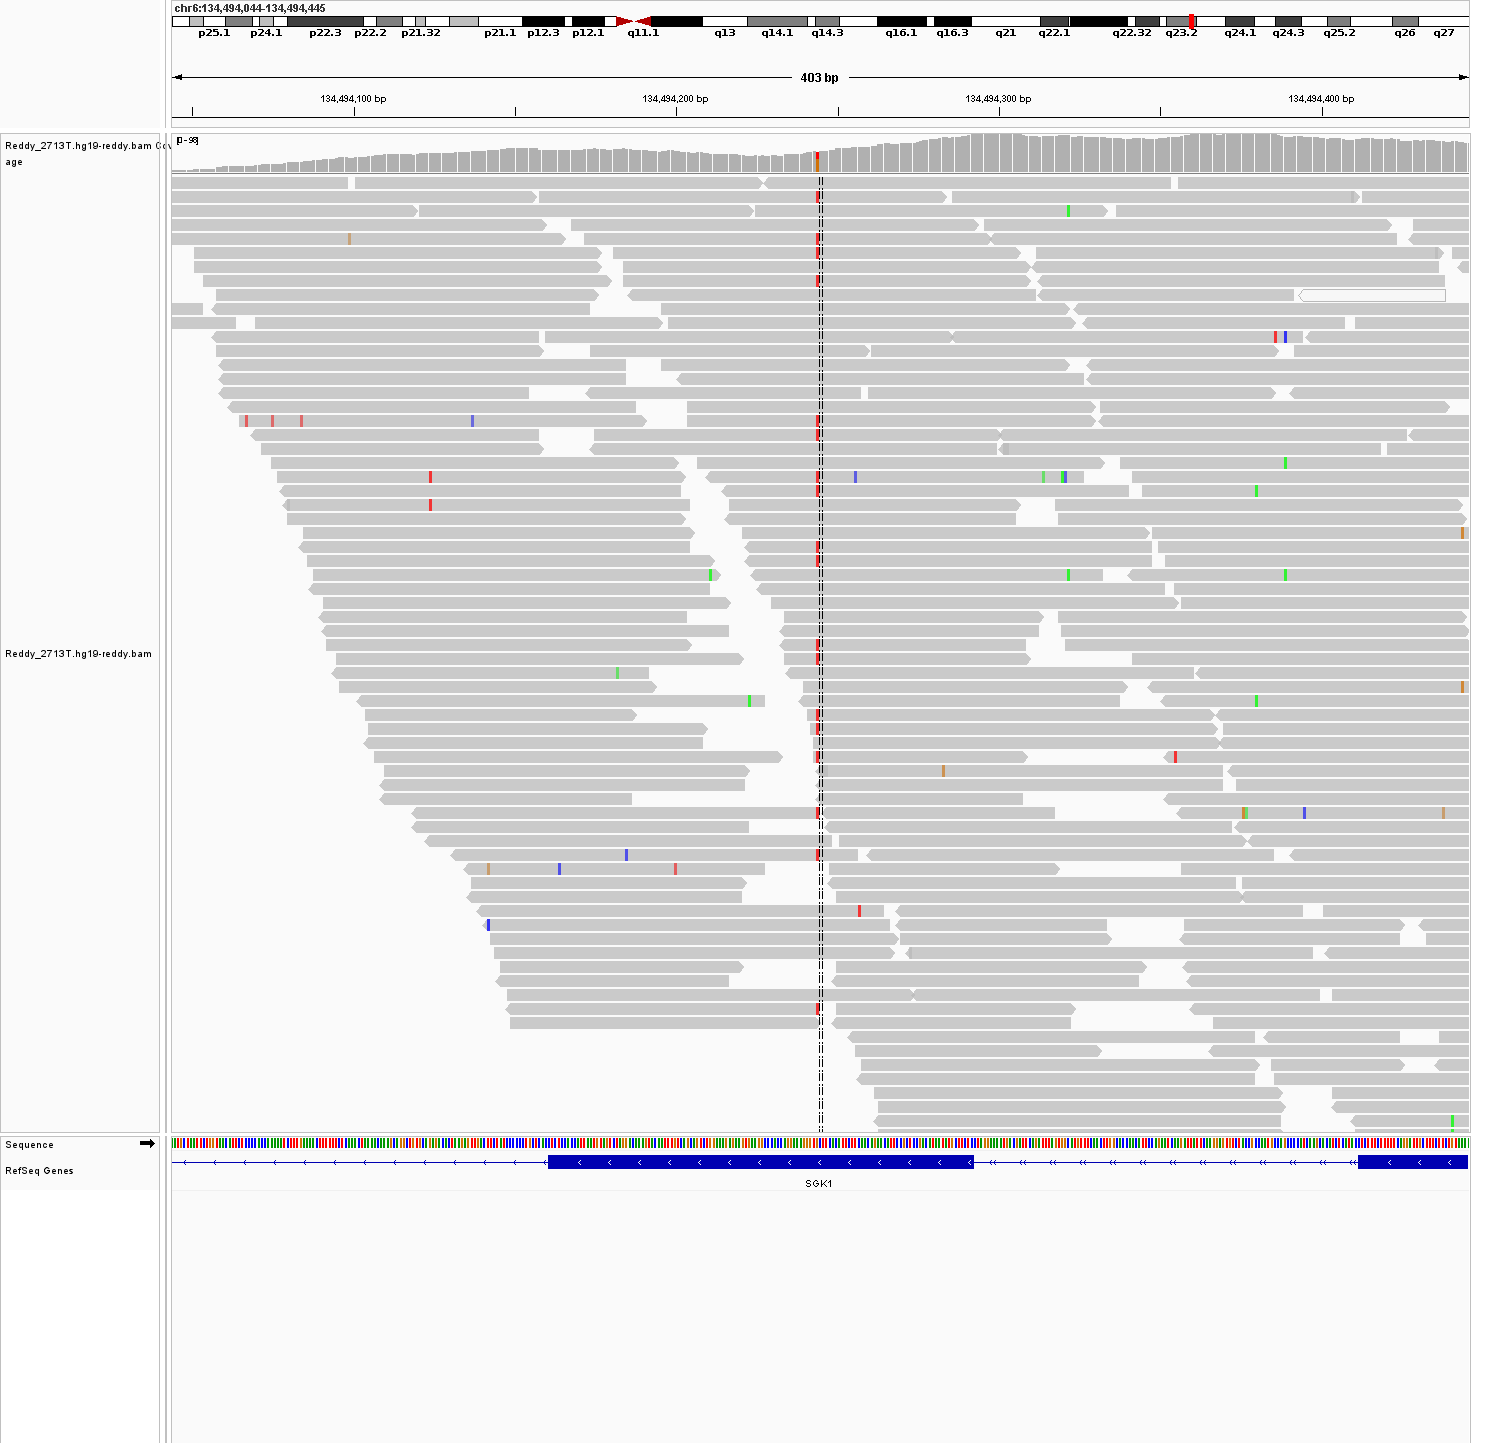 chr6:134,494,044-134,494,445
p25.1 p24.1 p22.3 p22.2 p21.32 p21.1 p12.3 p12.1 q11.1 q13 q14.1 q14.3 q16.1 q16.3 q21 q22.1 q22.32 q23.2 q24.1 q24.3 q25.2 q26 q27
403 bp
134,494,100 bp 134,494,200 bp 134,494,300 bp 134,494,400 bp
[0 - 98]
Reddy_2713T.hg19-reddy.bam Cov
age
Reddy_2713T.hg19-reddy.bam
Sequence
RefSeq Genes
SGK1